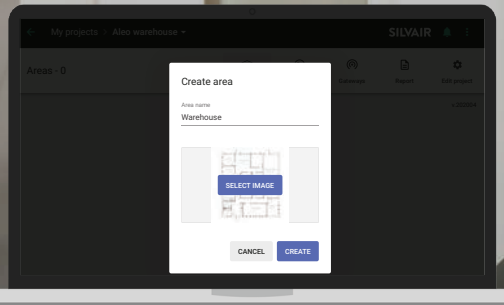 ← My projects > Aleo warehouse ▾
SILVAIR
Areas - 0
Gateways
Report
Edit project
Create area
Area name
Warehouse
SELECT IMAGE
CANCEL
CREATE